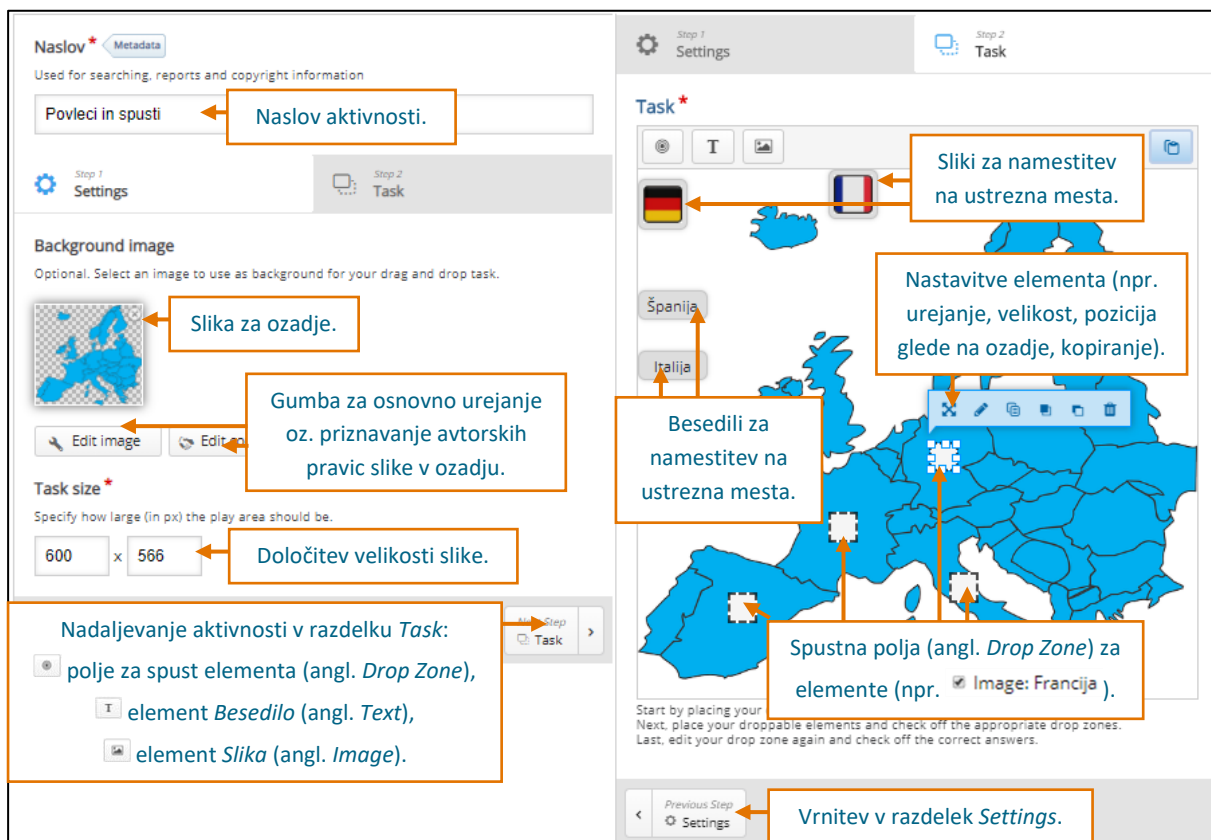 Naslov * Metadata
Used for searching, reports and copyright information
Povleci in spusti
Naslov aktivnosti.
Step 1
Settings
Step 2
Task
Background image
Optional. Select an image to use as background for your drag and drop task.
Slika za ozadje.
Gumba za osnovno urejanje
oz. priznavanje avtorskih
pravic slike v ozadju.
Edit image
Edit
Task size *
Specify how large (in px) the play area should be.
600 x 566
Določitev velikosti slike.
Step
Task
Nadaljevanje aktivnosti v razdelku Task:
polje za spust elementa (angl. Drop Zone),
T element Besedilo (angl. Text),
element Slika (angl. Image).
Step 1
Settings
Step 2
Task
Task *
T
Sliki za namestitev
na ustrezna mesta.
Nastavitve elementa (npr.
urejanje, velikost, pozicija
glede na ozadje, kopiranje).
Španija
Italija
Besedili za
namestitev na
ustrezna mesta.
Spustna polja (angl. Drop Zone) za
elemente (npr. Image: Francija ).
Start by placing your
Next, place your droppable elements and check off the appropriate drop zones.
Last, edit your drop zone again and check off the correct answers.
Previous Step
Settings
Vrnitev v razdelek Settings.